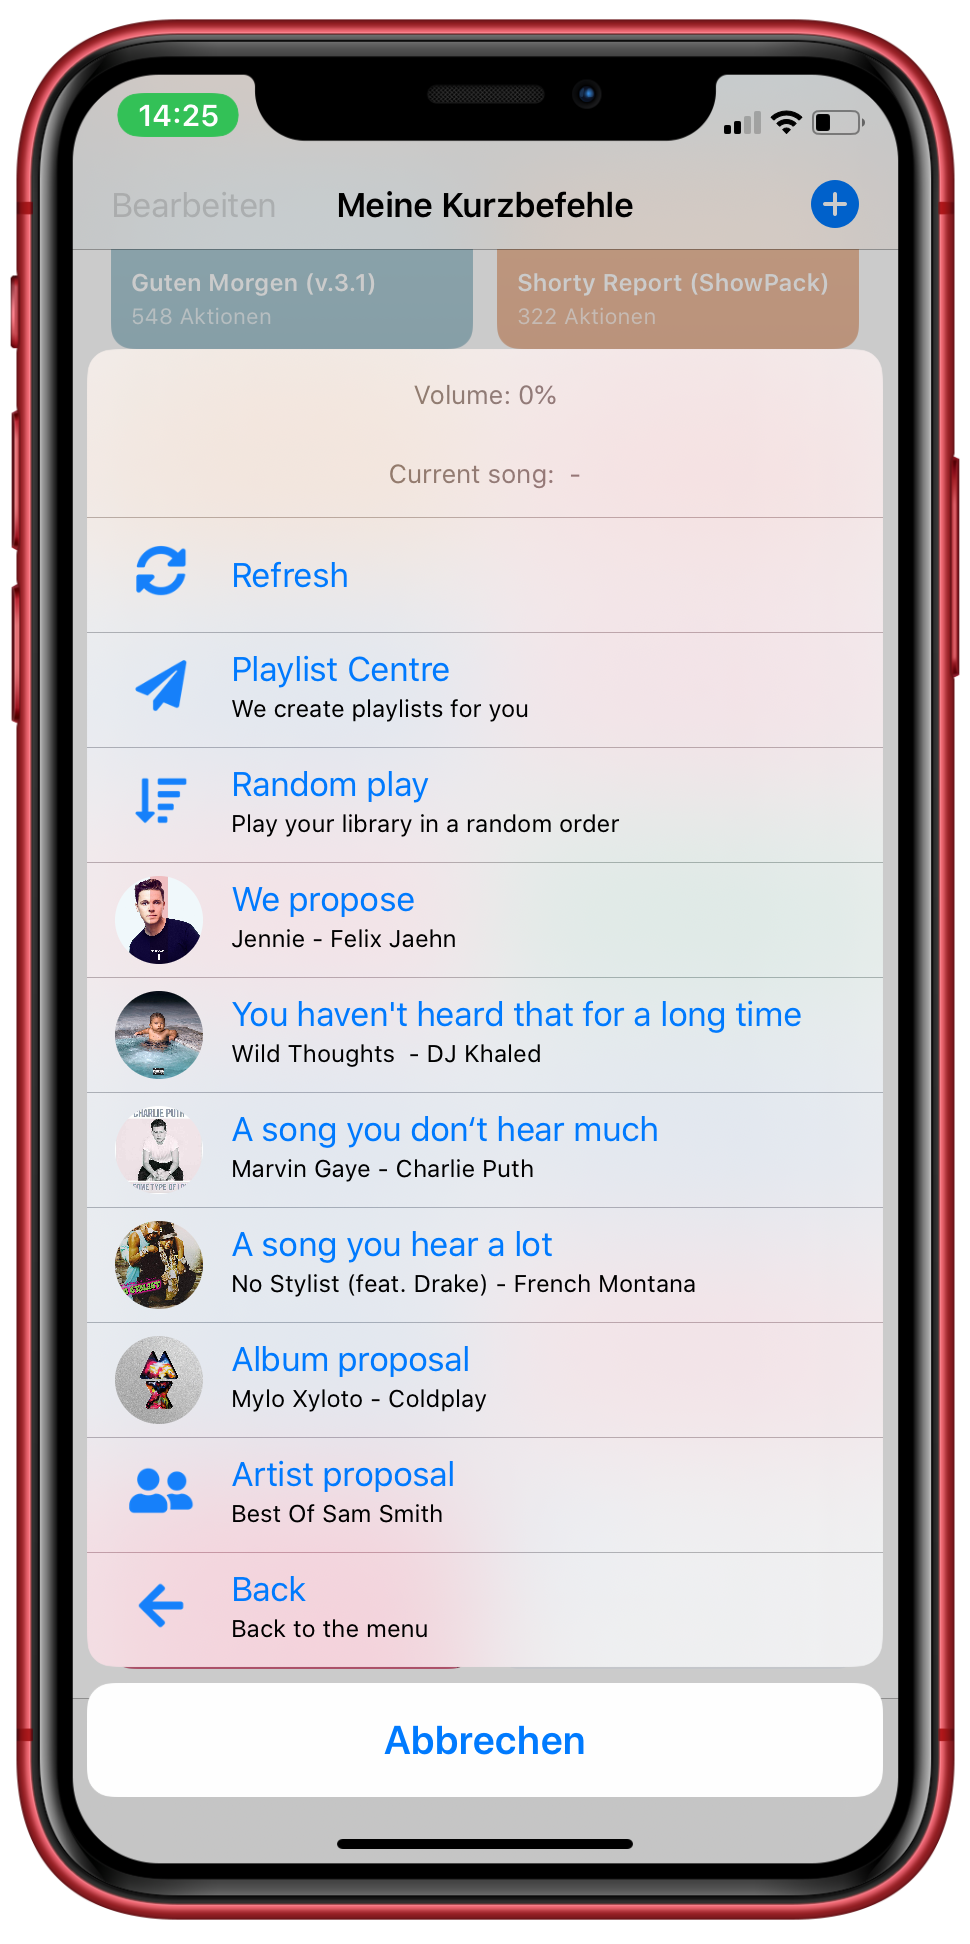 14:25
Bearbeiten
Meine Kurzbefehle
Guten Morgen (v.3.1)
548 Aktionen
Shorty Report (ShowPack)
322 Aktionen
Volume: 0%
Current song:  -
Refresh
Playlist Centre
We create playlists for you
Random play
Play your library in a random order
We propose
Jennie - Felix Jaehn
You haven't heard that for a long time
Wild Thoughts  - DJ Khaled
CHARLIE PUTH
A song you don‘t hear much
Marvin Gaye - Charlie Puth
A song you hear a lot
No Stylist (feat. Drake) - French Montana
Album proposal
Mylo Xyloto - Coldplay
Artist proposal
Best Of Sam Smith
Back
Back to the menu
Abbrechen